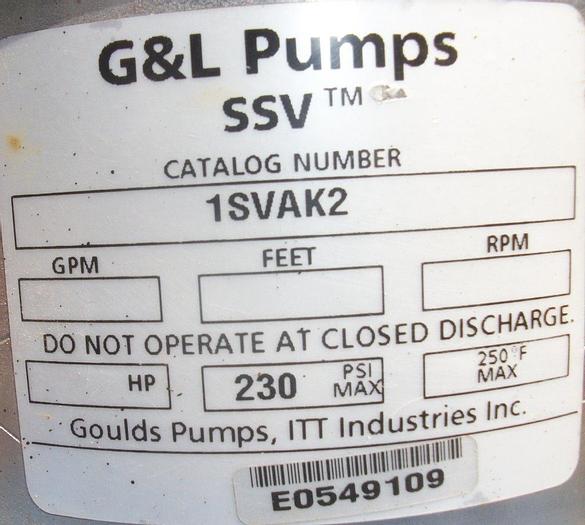 G&L Pumps
SSV™
CATALOG NUMBER
1SVAK2
GPM FEET RPM
DO NOT OPERATE AT CLOSED DISCHARGE.
HP 230 PSI MAX 250°F MAX
Goulds Pumps, ITT Industries Inc.
E0549109